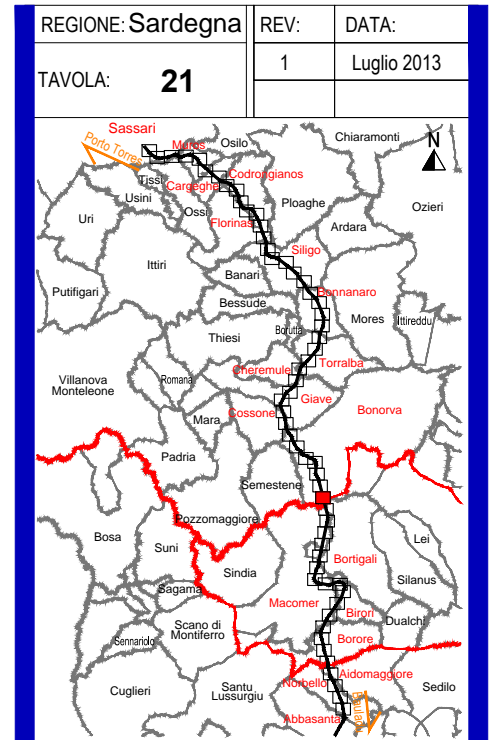 REGIONE: Sardegna
REV:
DATA:
TAVOLA: 21
1
Luglio 2013
Sassari
Porto Torres
Muros
Osilo
Chiaramonti
N
Tissi
Cargeghe
Codrongianos
Usini
Ossi
Ploaghe
Ozieri
Uri
Florinas
Ardara
Siligo
Ittiri
Banari
Putifigari
Bessude
Bonnanaro
Mores
Ittireddu
Thiesi
Borutta
Torralba
Cheremule
Villanova
Monteleone
Romana
Giave
Cossone
Bonorva
Mara
Padria
Semestene
Pozzomaggiore
Bosa
Suni
Lei
Bortigali
Sindia
Silanus
Sagama
Macomer
Birori
Dualchi
Scano di
Montiferro
Sennariolo
Borore
Aidomaggiore
Norbello
Cuglieri
Santu
Lussurgiu
Sedilo
Abbasanta